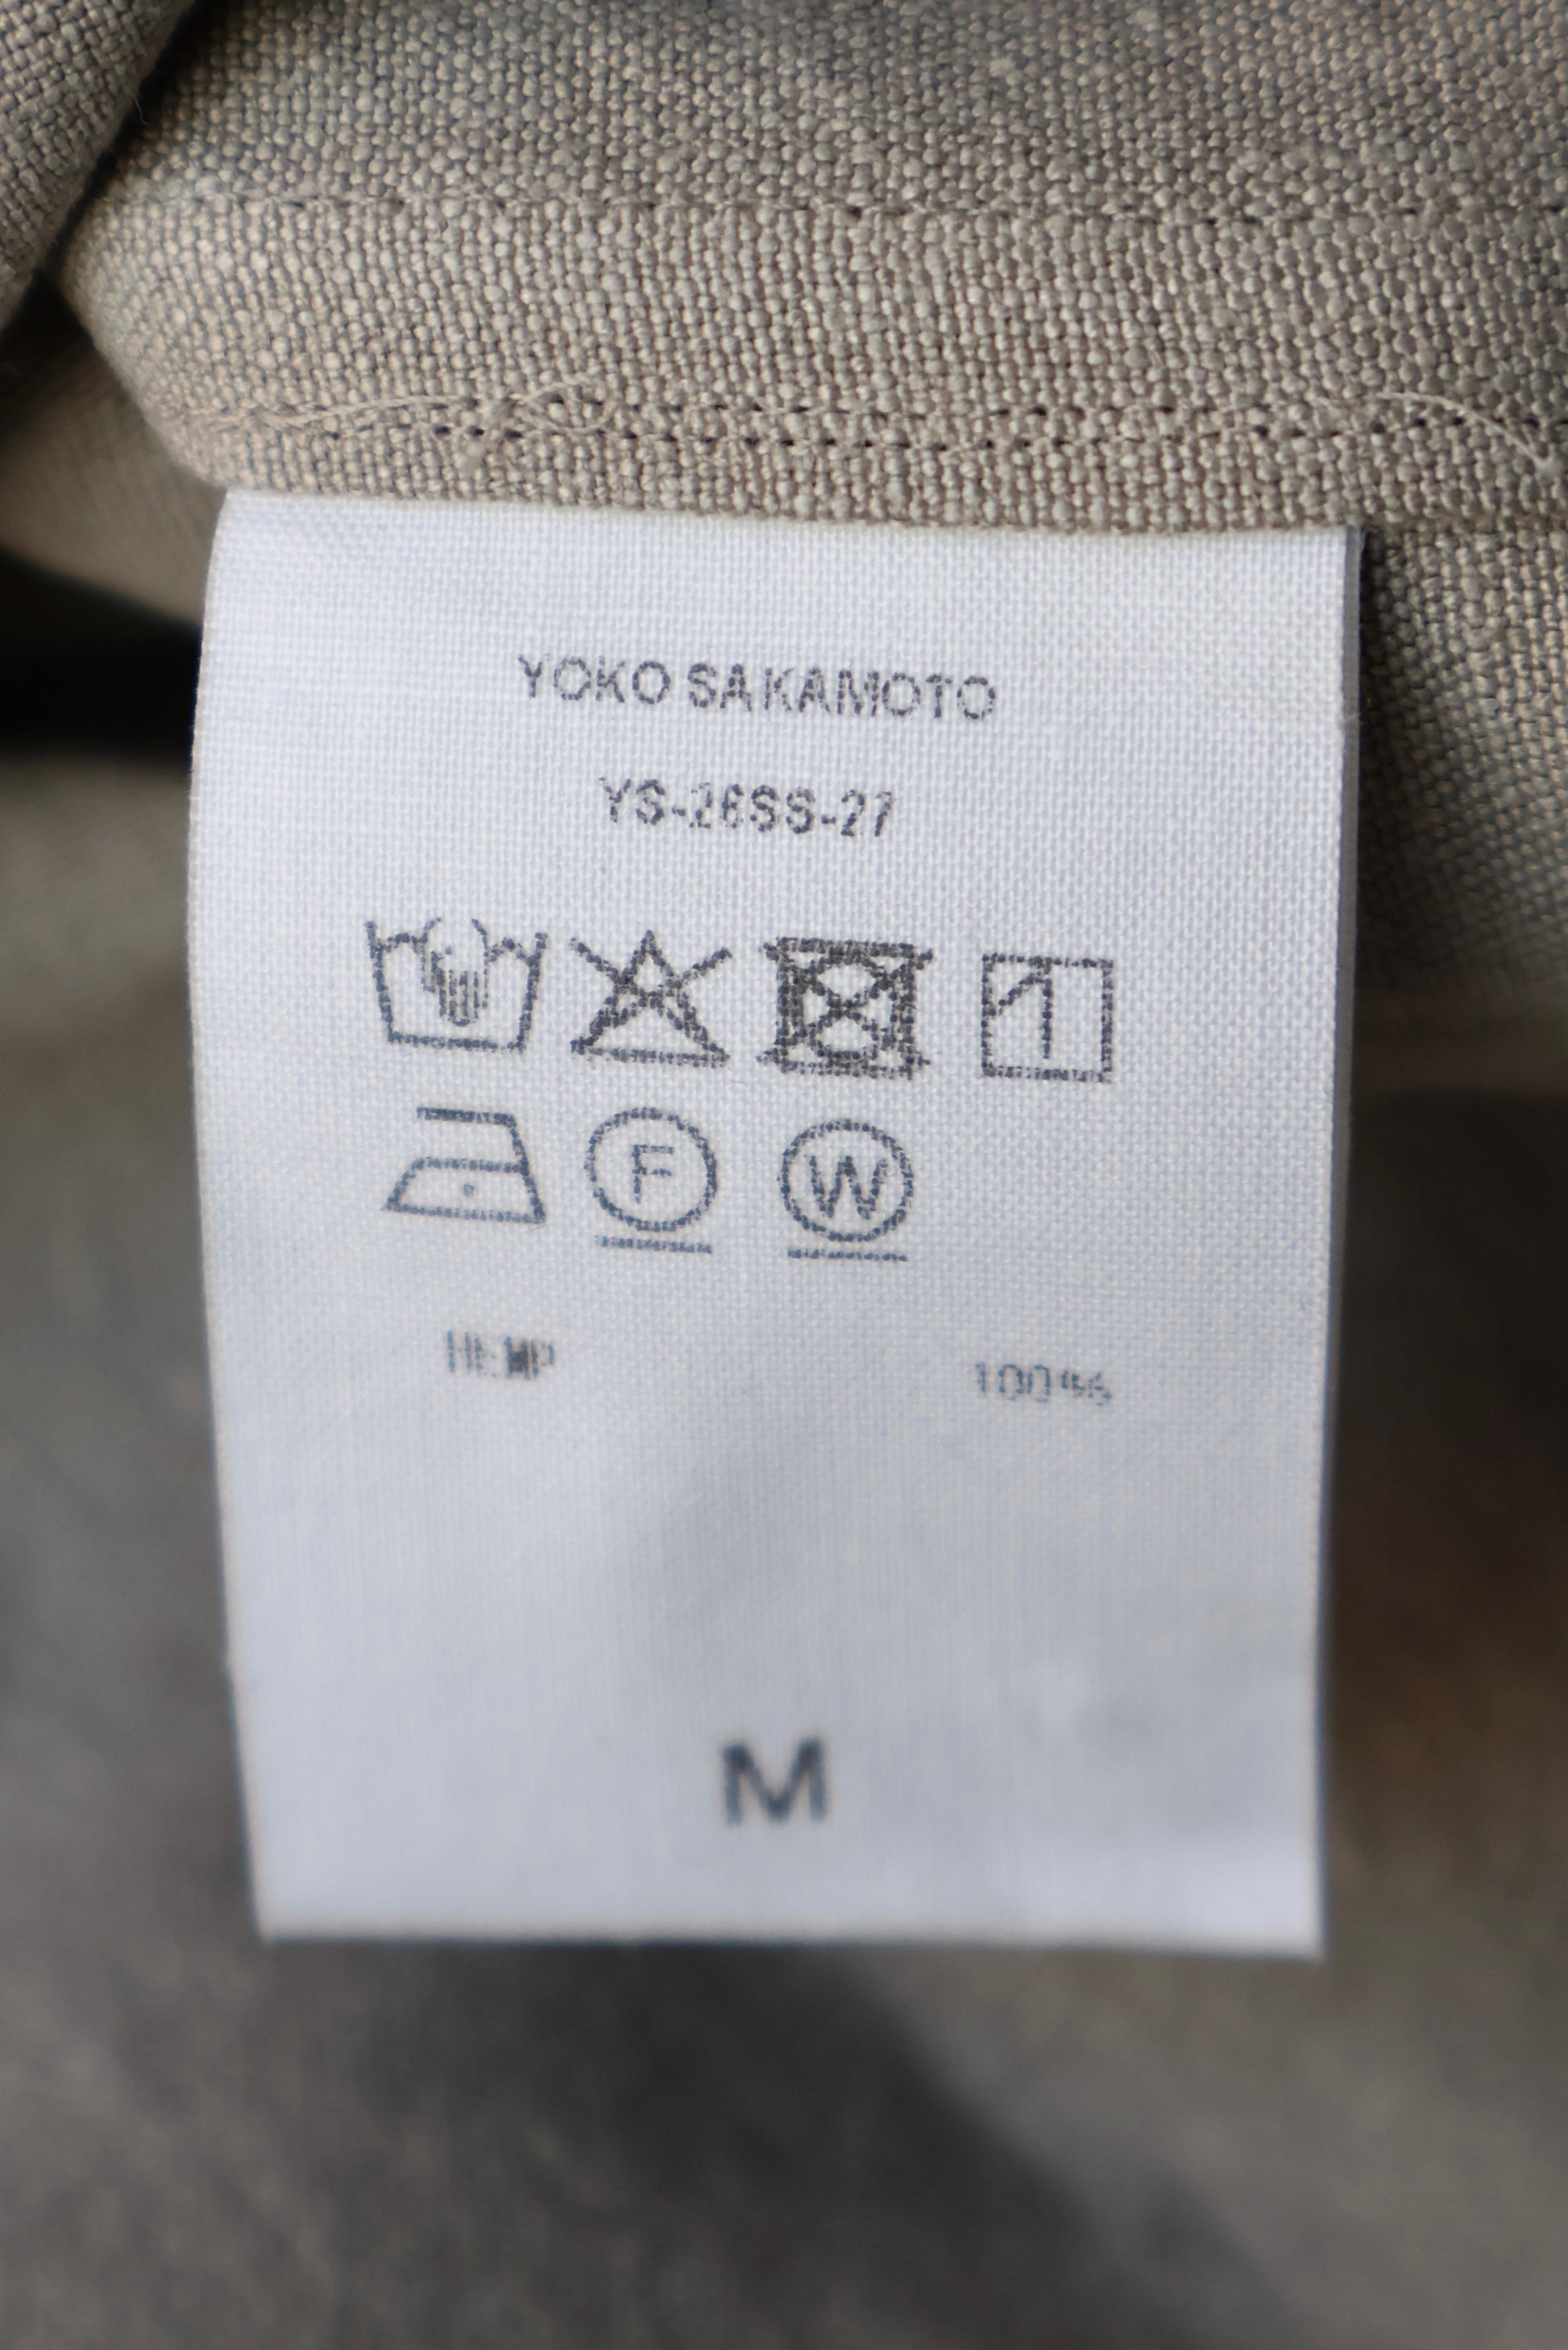 YOKO SAKAMOTO
YS-26SS-27
F W
HEMP 100%
M